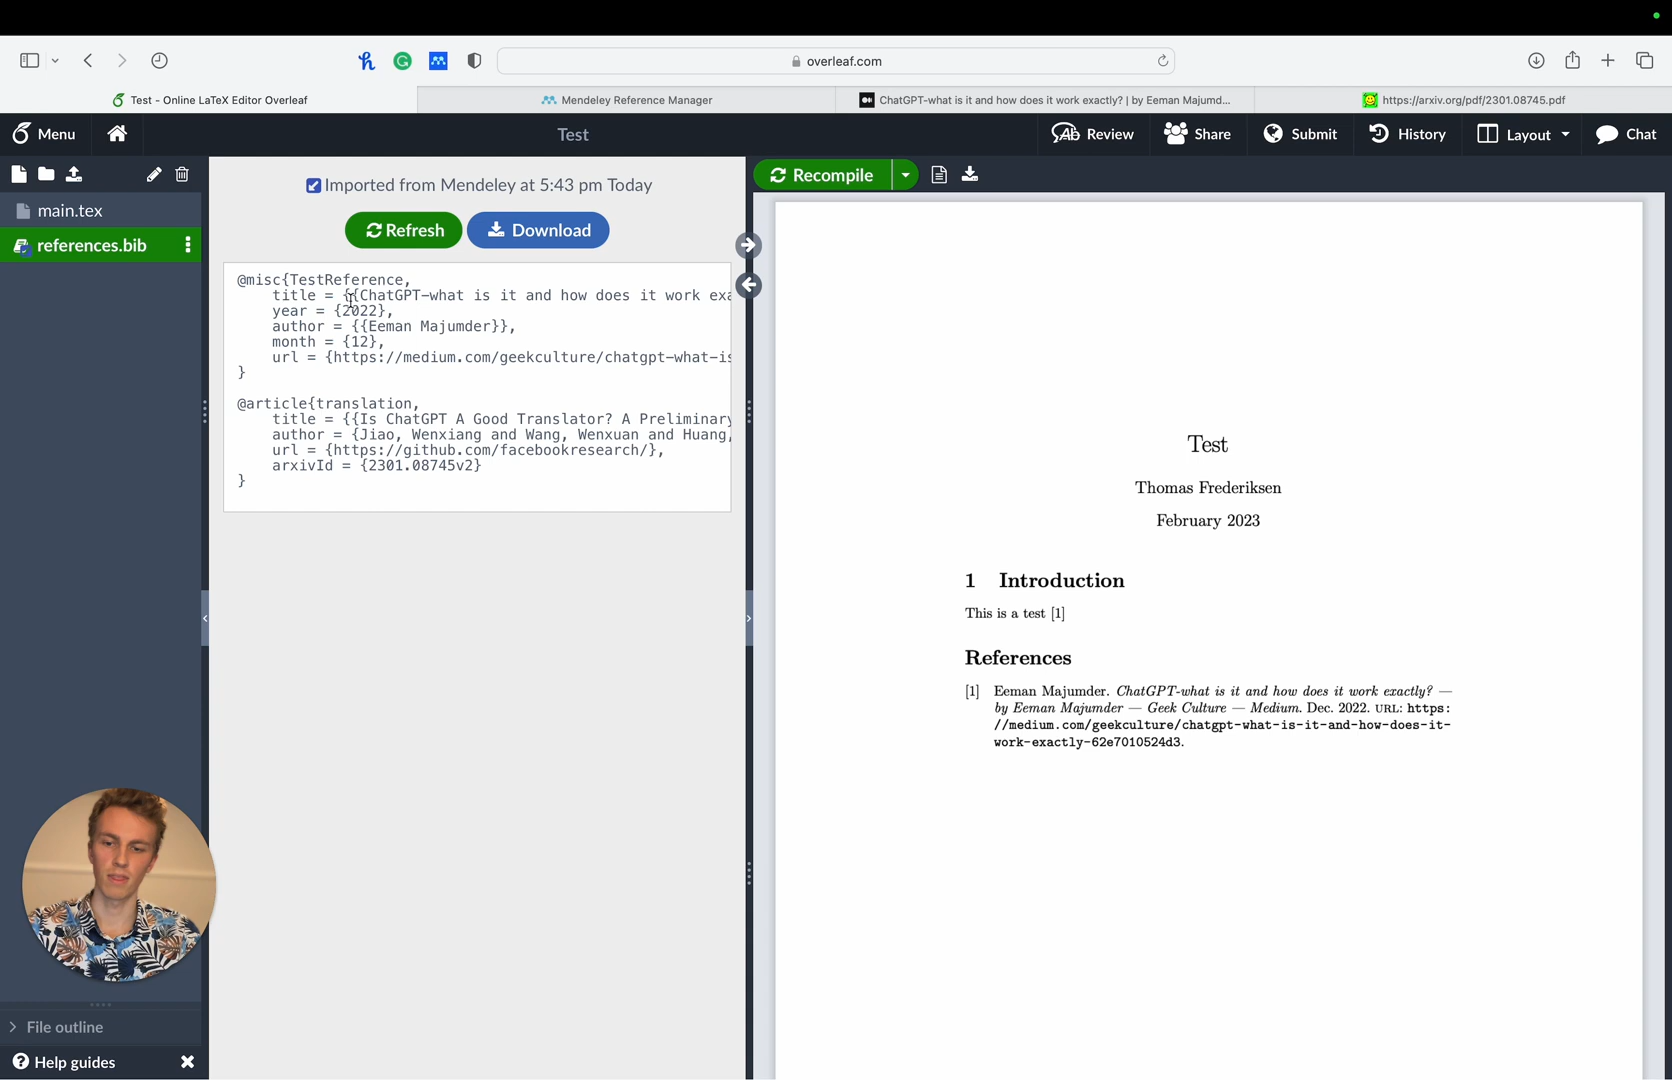 overleaf.com
Test - Online LaTeX Editor Overleaf
Mendeley Reference Manager
ChatGPT-what is it and how does it work exactly? | by Eeman Majumd...
https://arxiv.org/pdf/2301.08745.pdf
Menu
Test
Review
Share
Submit
History
Layout
Chat
main.tex
references.bib
Imported from Mendeley at 5:43 pm Today
Refresh
Download
@misc{TestReference,
title = {{ChatGPT-what is it and how does it work exa
year = {2022},
author = {{Eeman Majumder}},
month = {12},
url = {https://medium.com/geekculture/chatgpt-what-is
}
@article{translation,
title = {{Is ChatGPT A Good Translator? A Preliminary
author = {Jiao, Wenxiang and Wang, Wenxuan and Huang,
url = {https://github.com/facebookresearch/},
arxivId = {2301.08745v2}
}
Recompile
Test
Thomas Frederiksen
February 2023
1 Introduction
This is a test [1]
References
[1] Eeman Majumder. ChatGPT-what is it and how does it work exactly? —
by Eeman Majumder — Geek Culture — Medium. Dec. 2022. URL: https:
//medium.com/geekculture/chatgpt-what-is-it-and-how-does-it-
work-exactly-62e7010524d3.
File outline
Help guides